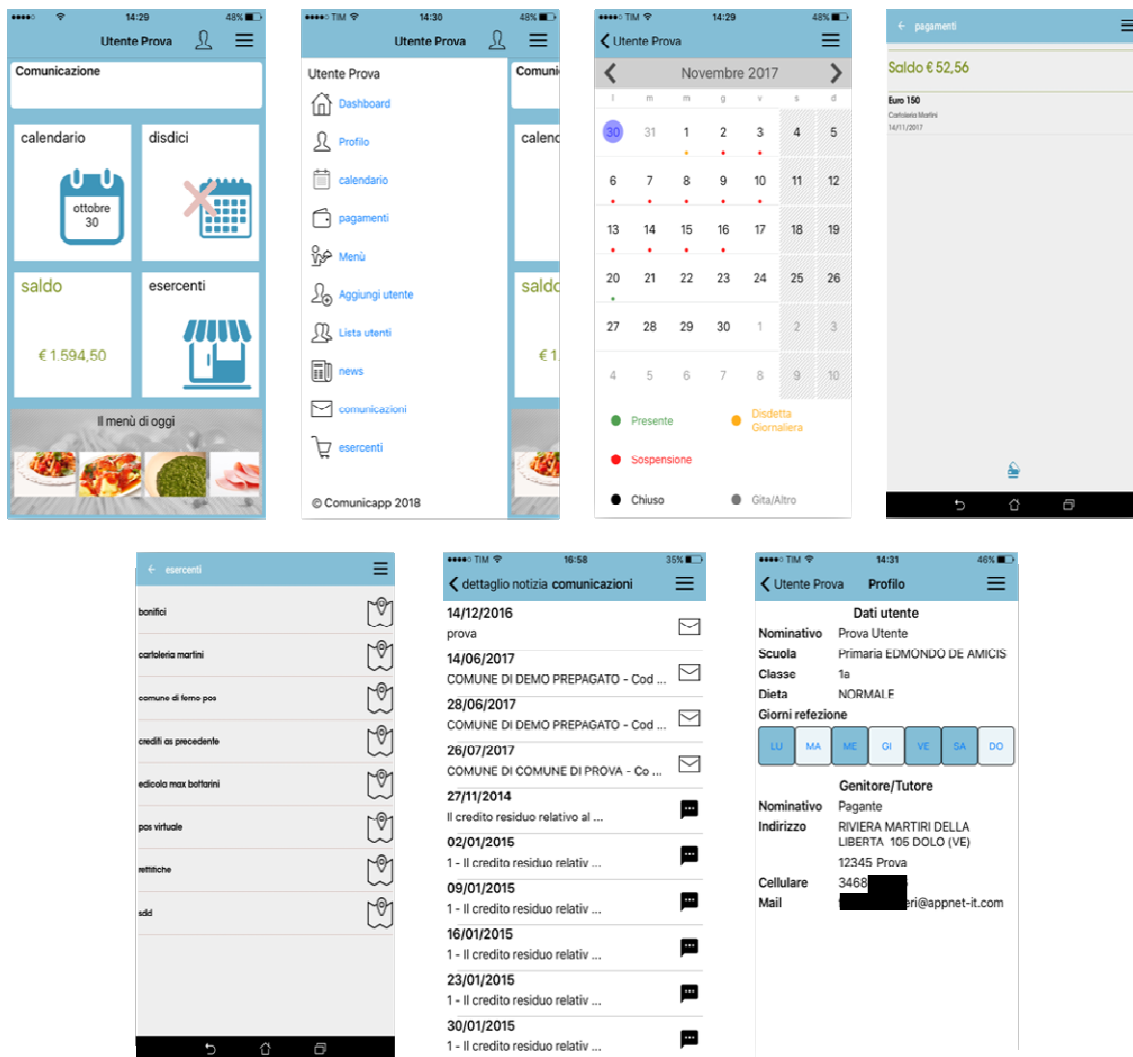 14:29 48%
Utente Prova
Comunicazione
calendario
disdici
ottobre
30
saldo
esercenti
€ 1.594,50
Il menù di oggi
TIM 14:30 48%
Utente Prova
Utente Prova
Dashboard
Profilo
calendario
pagamenti
Menù
Aggiungi utente
Lista utenti
news
comunicazioni
esercenti
© Comunicapp 2018
Comuni
calend
saldo
€ 1.
TIM 14:29 48%
Utente Prova
Novembre 2017
l m m g v s d
30 31 1 2 3 4 5
6 7 8 9 10 11 12
13 14 15 16 17 18 19
20 21 22 23 24 25 26
27 28 29 30 1 2 3
4 5 6 7 8 9 10
Presente
Disdetta
Giornaliera
Sospensione
Chiuso
Gita/Altro
pagamenti
Saldo € 52,56
Euro 150
Cartoleria Martini
14/11/2017
esercenti
bonifici
cartoleria martini
comune di ferno pos
crediti as precedente
edicola max bottarini
pos virtuale
rettifiche
sdd
TIM 16:58 35%
dettaglio notizia comunicazioni
14/12/2016
prova
14/06/2017
COMUNE DI DEMO PREPAGATO - Cod ...
28/06/2017
COMUNE DI DEMO PREPAGATO - Cod ...
26/07/2017
COMUNE DI COMUNE DI PROVA - Co ...
27/11/2014
Il credito residuo relativo al ...
02/01/2015
1 - Il credito residuo relativ ...
09/01/2015
1 - Il credito residuo relativ ...
16/01/2015
1 - Il credito residuo relativ ...
23/01/2015
1 - Il credito residuo relativ ...
30/01/2015
1 - Il credito residuo relativ ...
TIM 14:31 46%
Utente Prova Profilo
Dati utente
Nominativo Prova Utente
Scuola Primaria EDMONDO DE AMICIS
Classe 1a
Dieta NORMALE
Giorni refezione
LU MA ME GI VE SA DO
Genitore/Tutore
Nominativo Pagante
Indirizzo RIVIERA MARTIRI DELLA
LIBERTA 105 DOLO (VE)
12345 Prova
Cellulare 3468
Mail eri@appnet-it.com